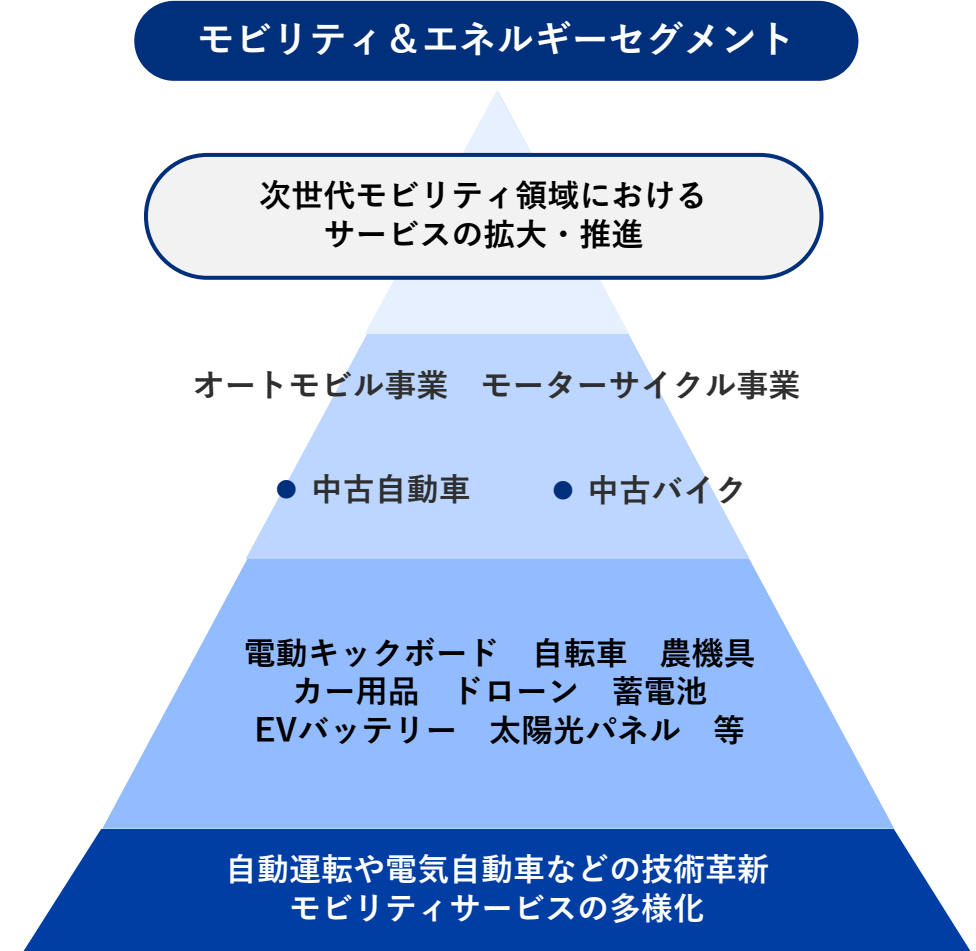 モビリティ＆エネルギーセグメント
次世代モビリティ領域における
サービスの拡大・推進
オートモビル事業　モーターサイクル事業
● 中古自動車　● 中古バイク
電動キックボード　自転車　農機具
カー用品　ドローン　蓄電池
EVバッテリー　太陽光パネル　等
自動運転や電気自動車などの技術革新
モビリティサービスの多様化